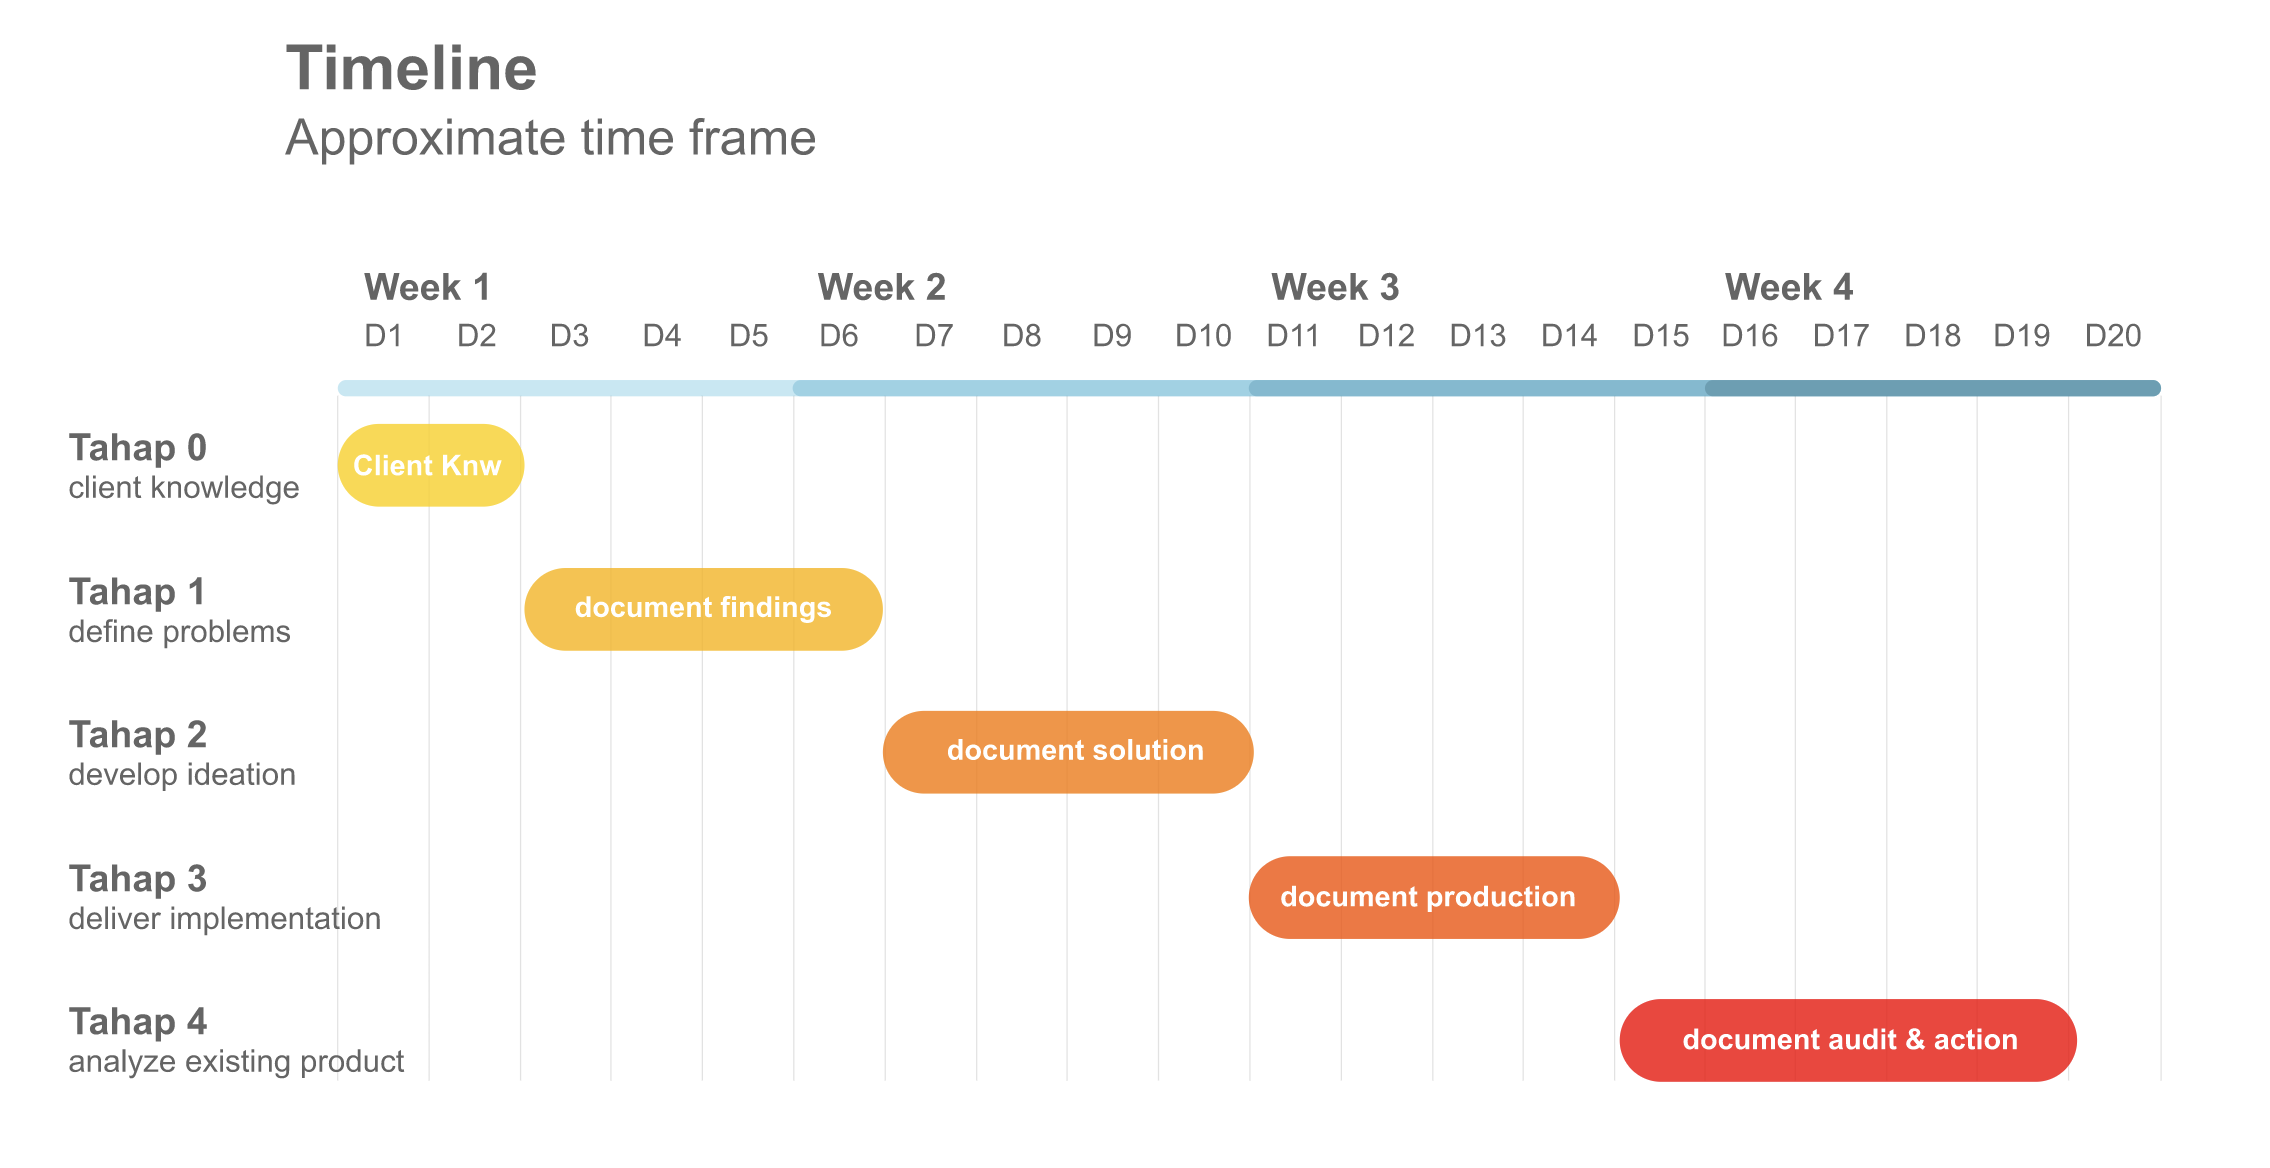 Timeline
Approximate time frame
Week 1 Week 2 Week 3 Week 4
D1 D2 D3 D4 D5 D6 D7 D8 D9 D10 D11 D12 D13 D14 D15 D16 D17 D18 D19 D20
Tahap 0
client knowledge
Client Knw
Tahap 1
define problems
document findings
Tahap 2
develop ideation
document solution
Tahap 3
deliver implementation
document production
Tahap 4
analyze existing product
document audit & action